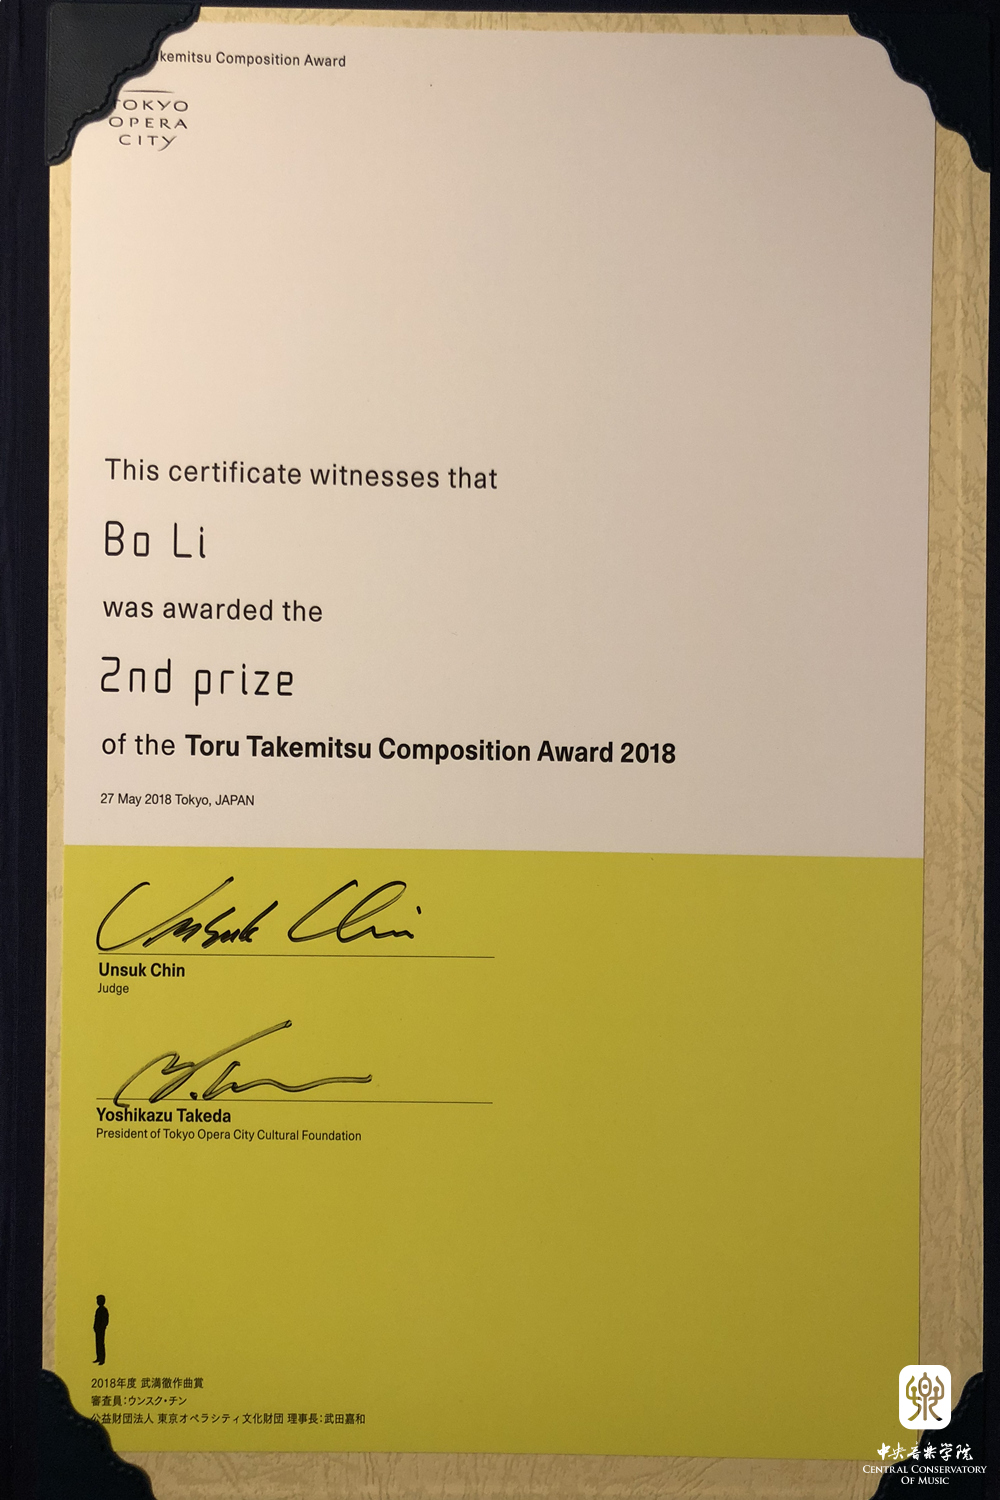 Takemitsu Composition Award
TOKYO
OPERA
CITY
This certificate witnesses that
Bo Li
was awarded the
2nd prize
of the Toru Takemitsu Composition Award 2018
27 May 2018 Tokyo, JAPAN
Unsuk Chin
Unsuk Chin
Judge
Yoshikazu Takeda
President of Tokyo Opera City Cultural Foundation
2018年度 武満徹作曲賞
審査員：ウンスク・チン
公益財団法人 東京オペラシティ文化財団 理事長：武田嘉和
中央音乐学院
CENTRAL CONSERVATORY
OF MUSIC